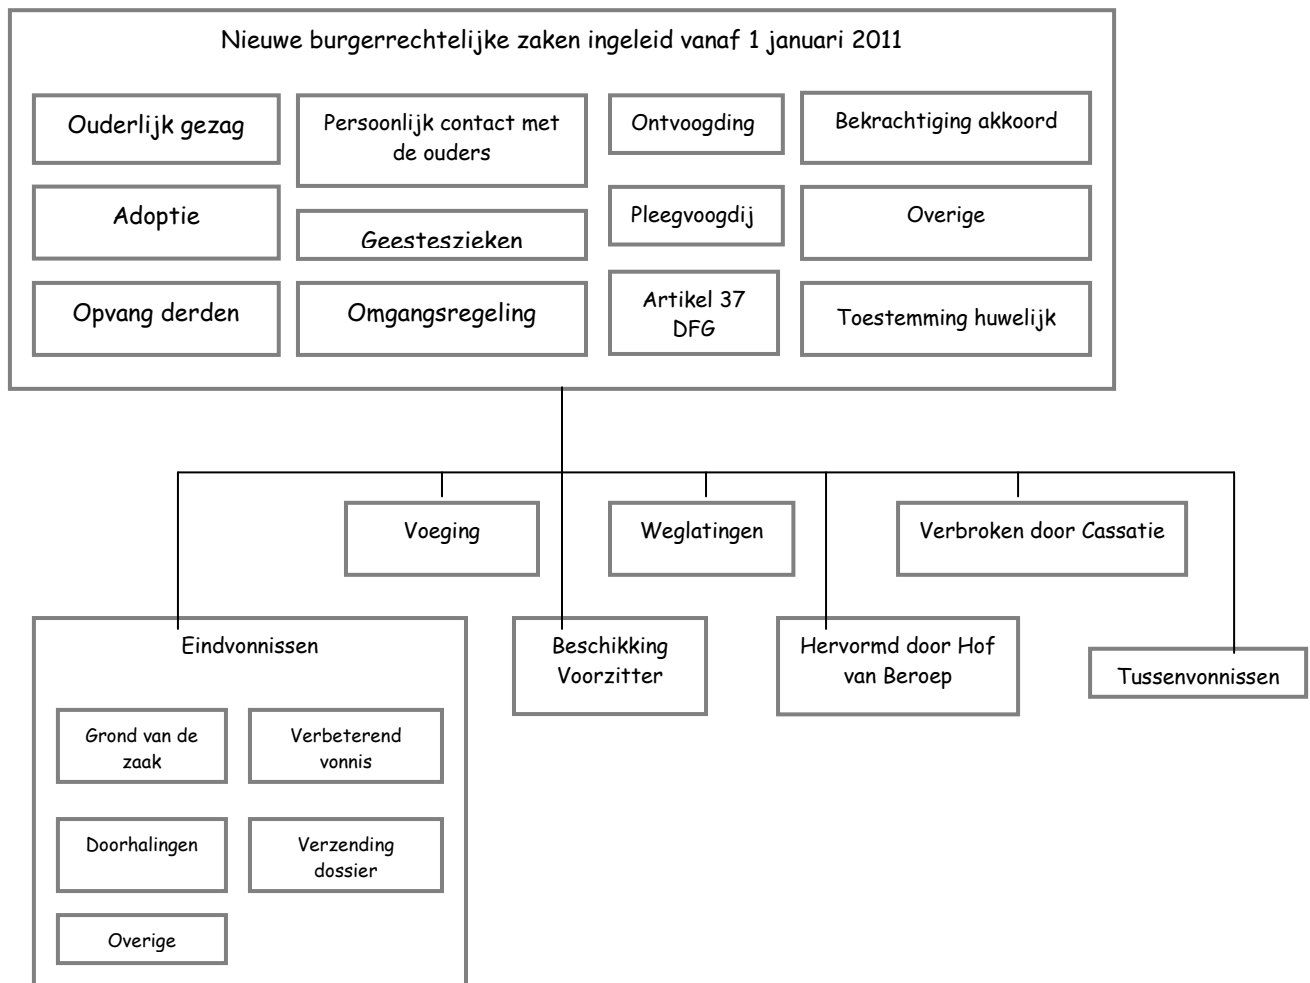 Nieuwe burgerrechtelijke zaken ingeleid vanaf 1 januari 2011
Ouderlijk gezag
Persoonlijk contact met
de ouders
Ontvoogding
Bekrachtiging akkoord
Adoptie
Geesteszieken
Pleegvoogdij
Overige
Opvang derden
Omgangsregeling
Artikel 37
DFG
Toestemming huwelijk
Voeging
Weglatingen
Verbroken door Cassatie
Eindvonnissen
Beschikking
Voorzitter
Hervormd door Hof
van Beroep
Tussenvonnissen
Grond van de
zaak
Verbeterend
vonnis
Doorhalingen
Verzending
dossier
Overige